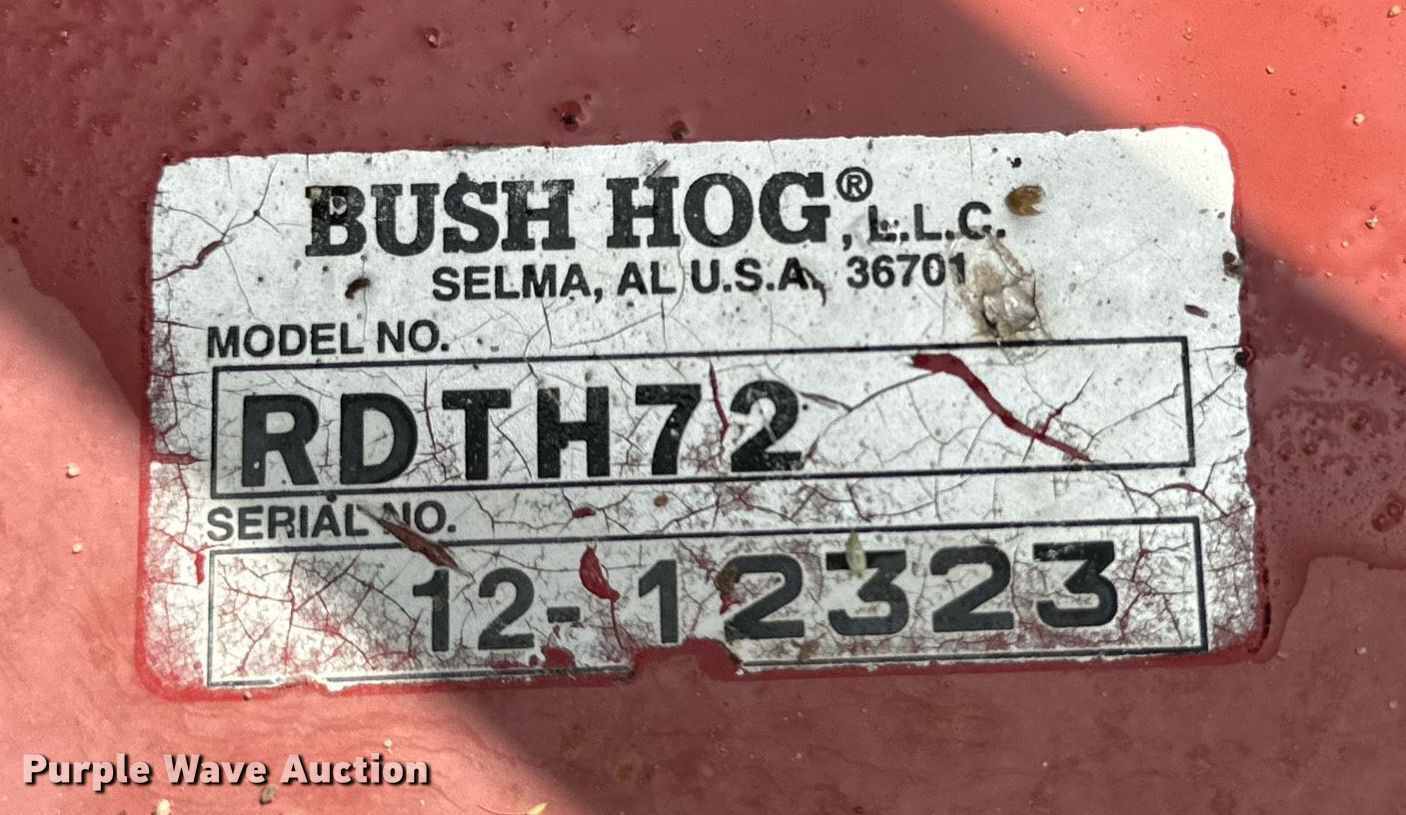 BUSH HOG®, L.L.C.
SELMA, AL U.S.A. 36701
MODEL NO.
RDTH72
SERIAL NO.
12-12323
Purple Wave Auction